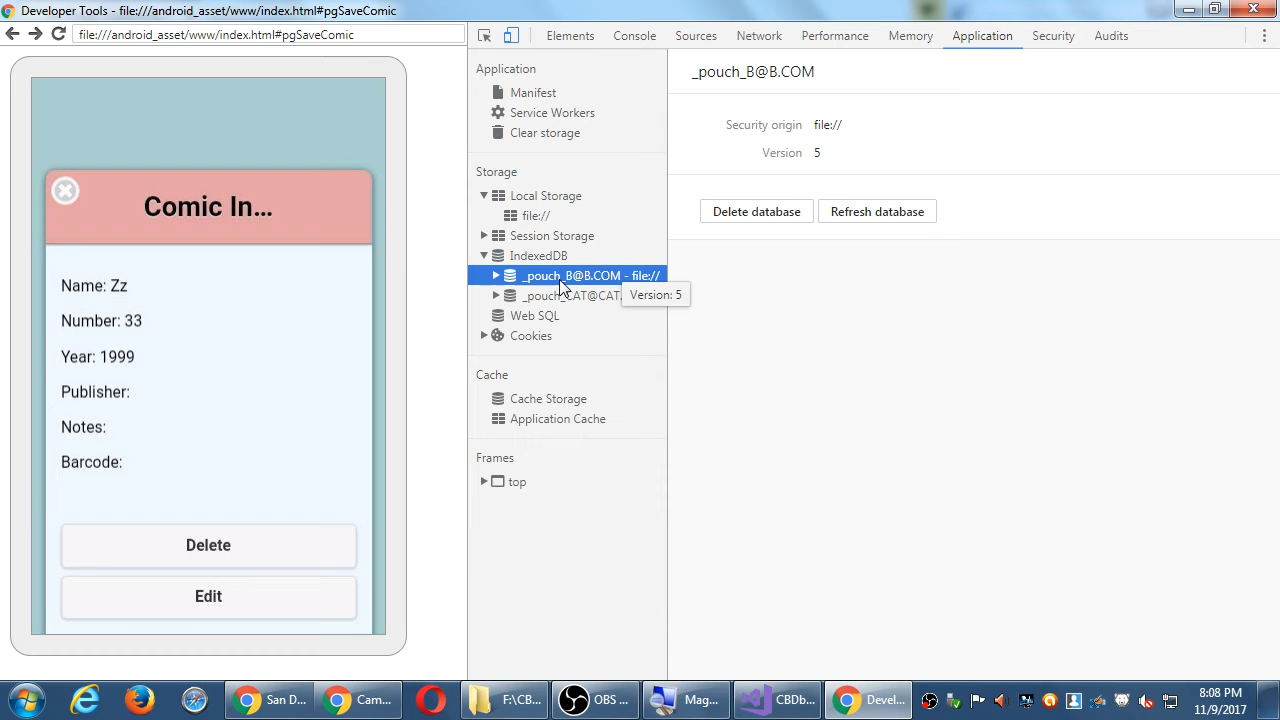 Developer Tools - file:///android_asset/www/index.html#pgSaveComic
file:///android_asset/www/index.html#pgSaveComic
Elements
Console
Sources
Network
Performance
Memory
Application
Security
Audits
Comic In...
Name: Zz
Number: 33
Year: 1999
Publisher:
Notes:
Barcode:
Delete
Edit
Application
Manifest
Service Workers
Clear storage
Storage
Local Storage
file://
Session Storage
IndexedDB
_pouch_B@B.COM - file://
_pouch_CAT@CAT.
Version: 5
Web SQL
Cookies
Cache
Cache Storage
Application Cache
Frames
top
_pouch_B@B.COM
Security origin file://
Version 5
Delete database
Refresh database
San D...
Cam...
F:\CB...
OBS ...
Mag...
CBDb...
Devel...
8:08 PM
11/9/2017